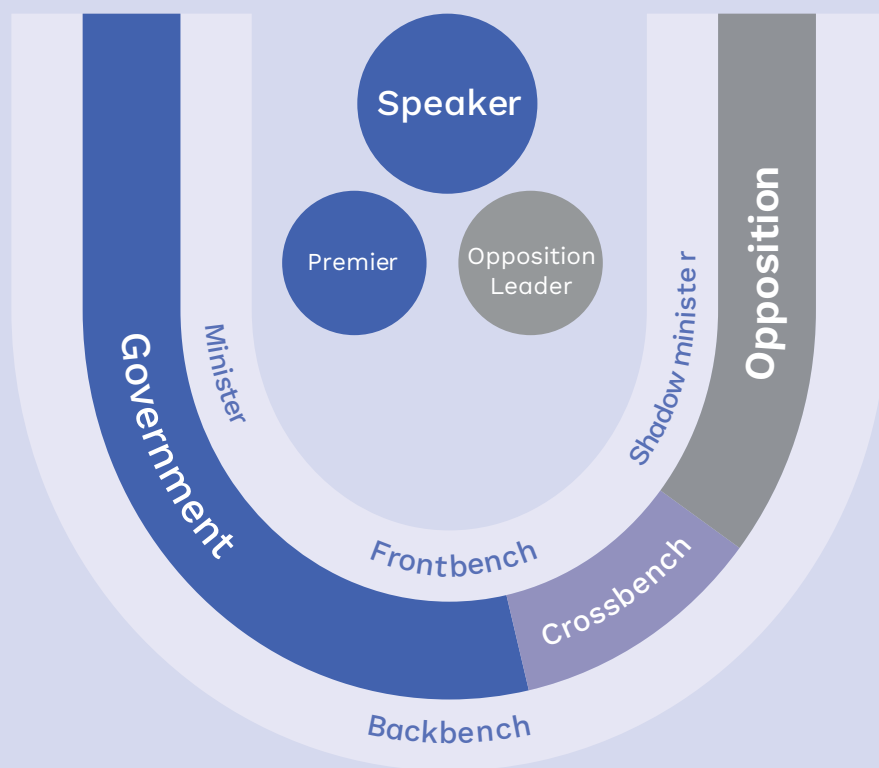 Speaker
Premier
Opposition
Leader
Opposition
Government
Minister
Shadow minister
Frontbench
Crossbench
Backbench